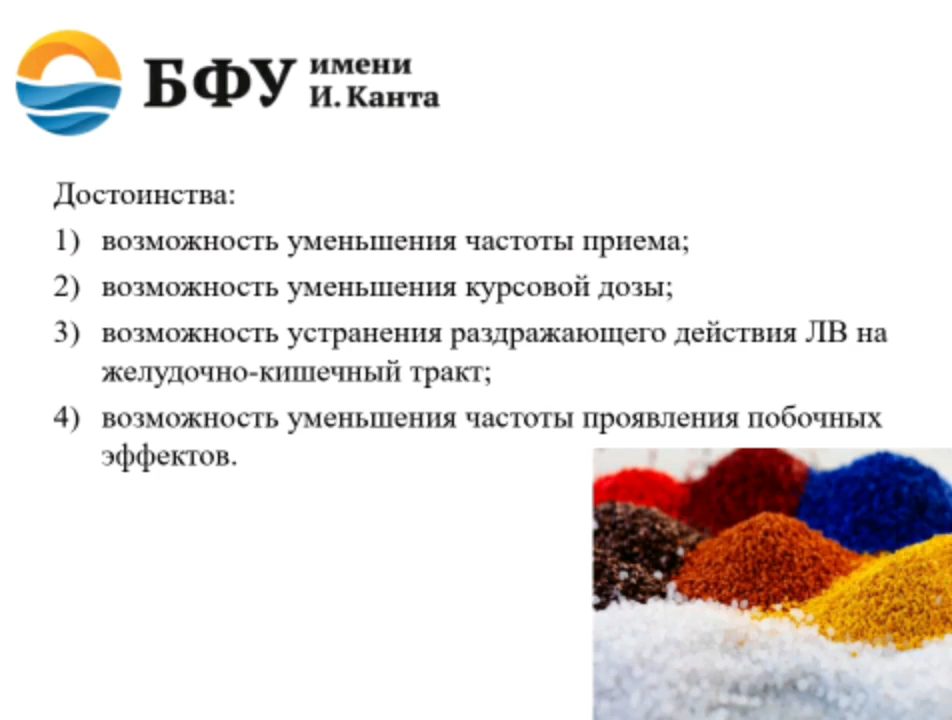 БФУ имени
И. Канта
Достоинства:
1) возможность уменьшения частоты приема;
2) возможность уменьшения курсовой дозы;
3) возможность устранения раздражающего действия ЛВ на
желудочно-кишечный тракт;
4) возможность уменьшения частоты проявления побочных
эффектов.